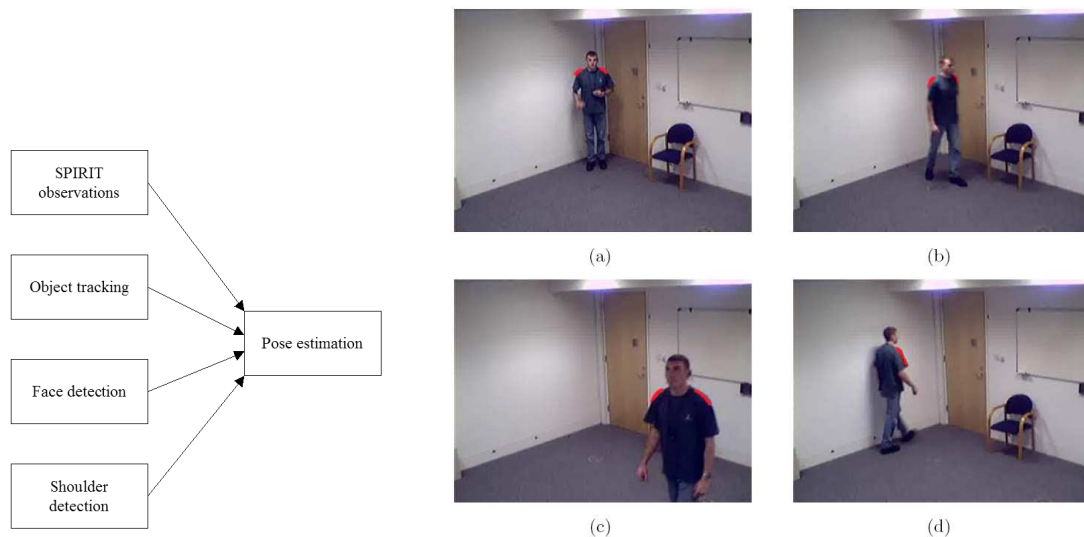 SPIRIT
observations
Object tracking
Face detection
Shoulder
detection
Pose estimation
(a)
(b)
(c)
(d)